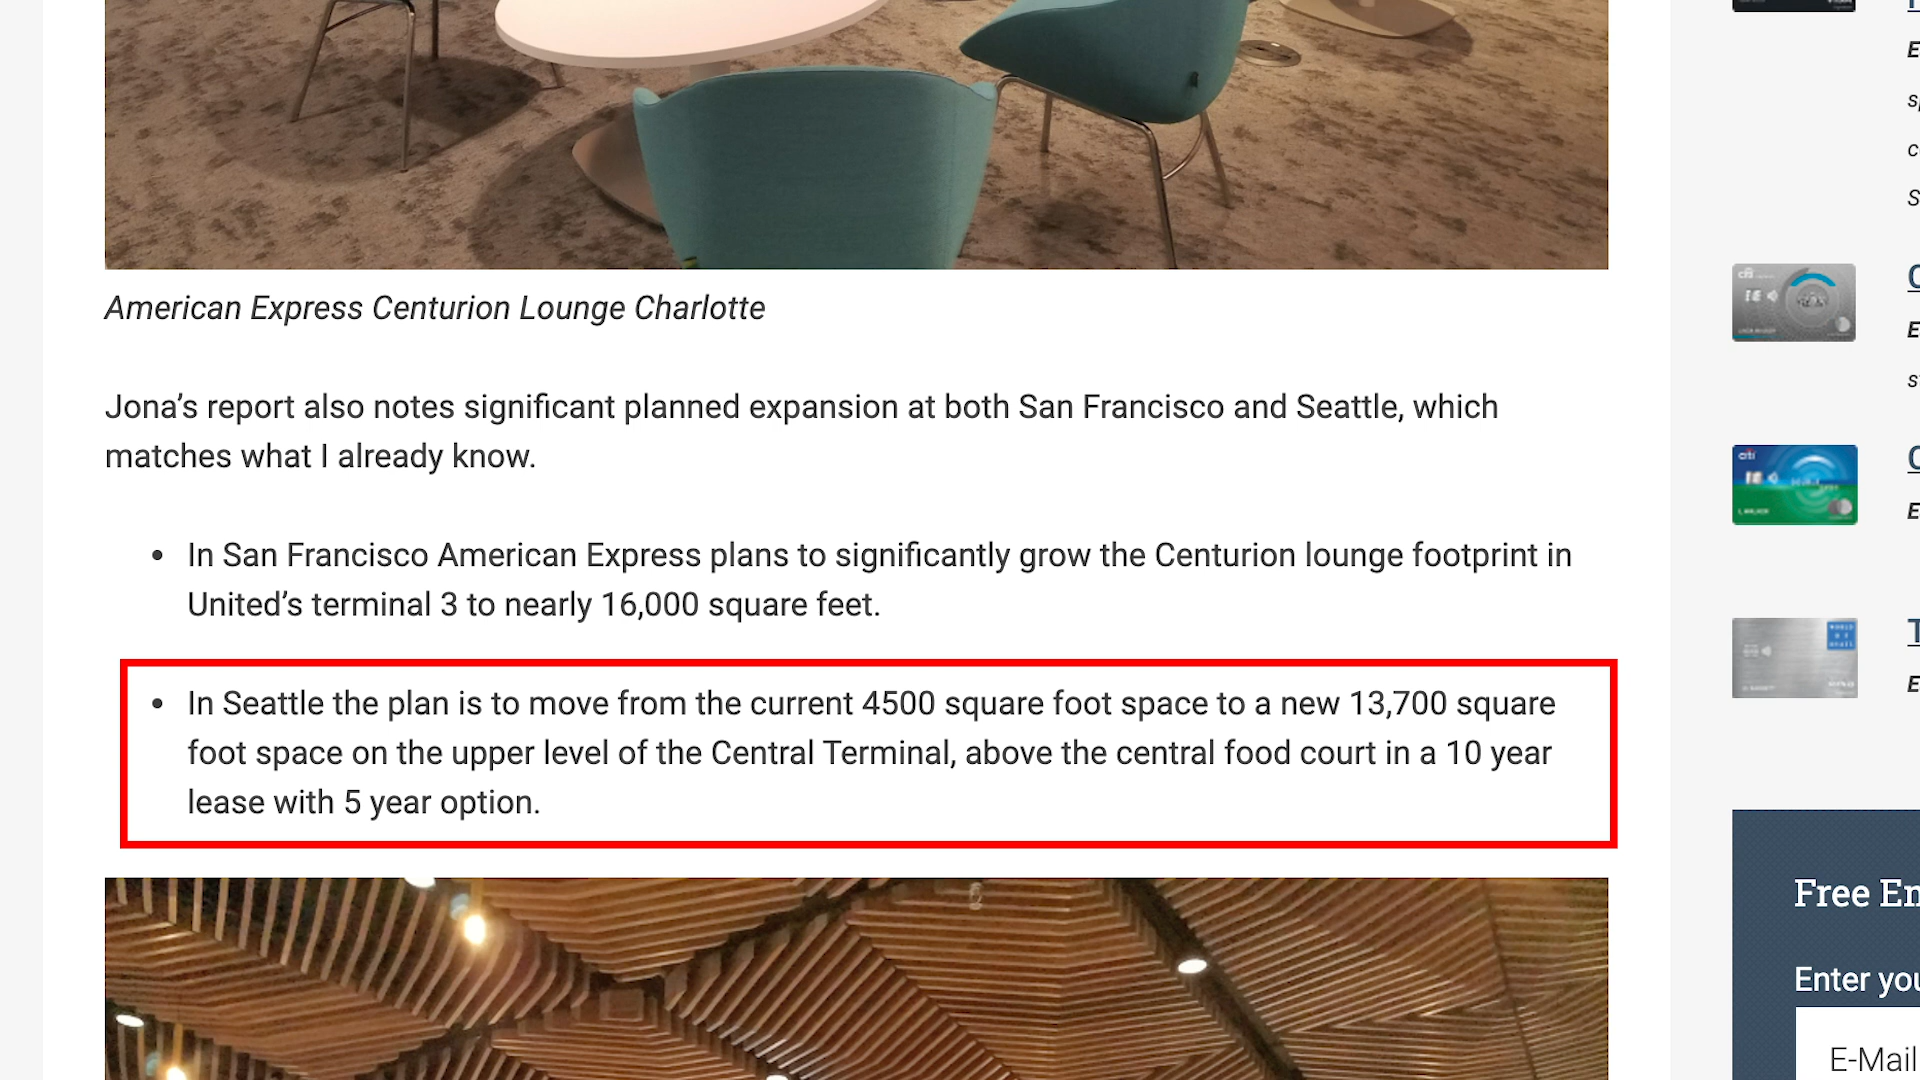 American Express Centurion Lounge Charlotte
Jona’s report also notes significant planned expansion at both San Francisco and Seattle, which
matches what I already know.
• In San Francisco American Express plans to significantly grow the Centurion lounge footprint in
United’s terminal 3 to nearly 16,000 square feet.
• In Seattle the plan is to move from the current 4500 square foot space to a new 13,700 square
foot space on the upper level of the Central Terminal, above the central food court in a 10 year
lease with 5 year option.
citi
Free
Enter
E-Mail